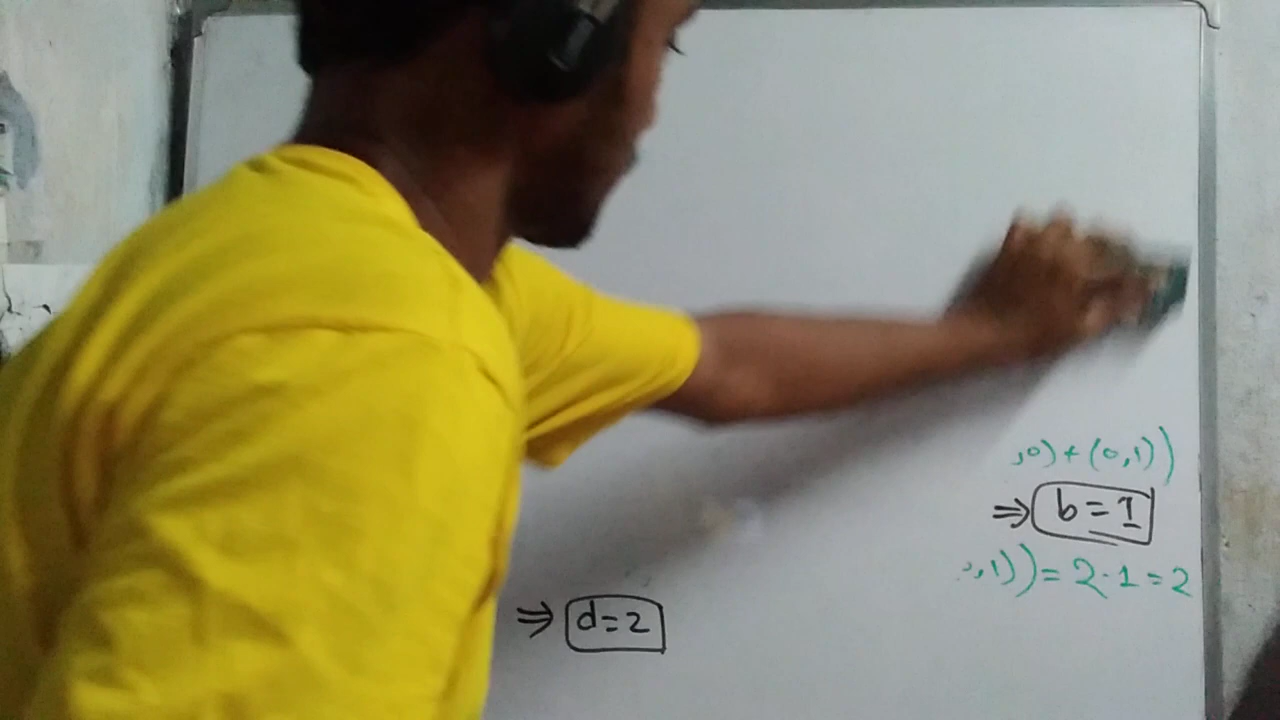 ,0) + (0,1))
⇒ b = 1
,1)) = 2·1 = 2
⇒ d = 2